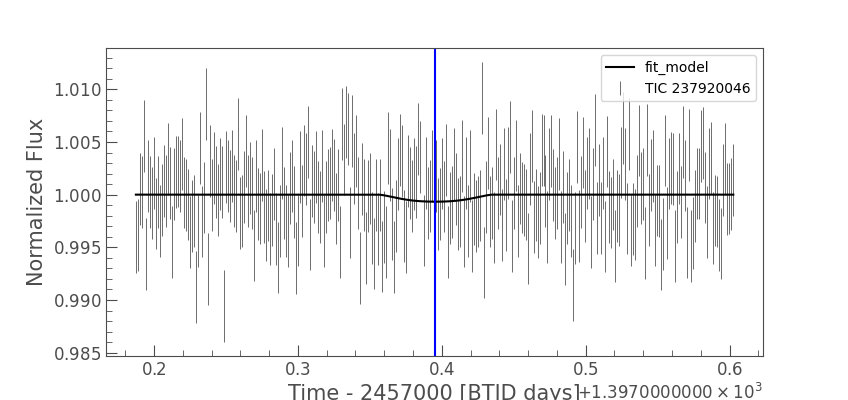 fit_model
TIC 237920046
1.010
1.005
1.000
0.995
0.990
0.985
Normalized Flux
0.2
0.3
0.4
0.5
0.6
Time - 2457000 [BTJD days]
+1.3970000000 × 10³